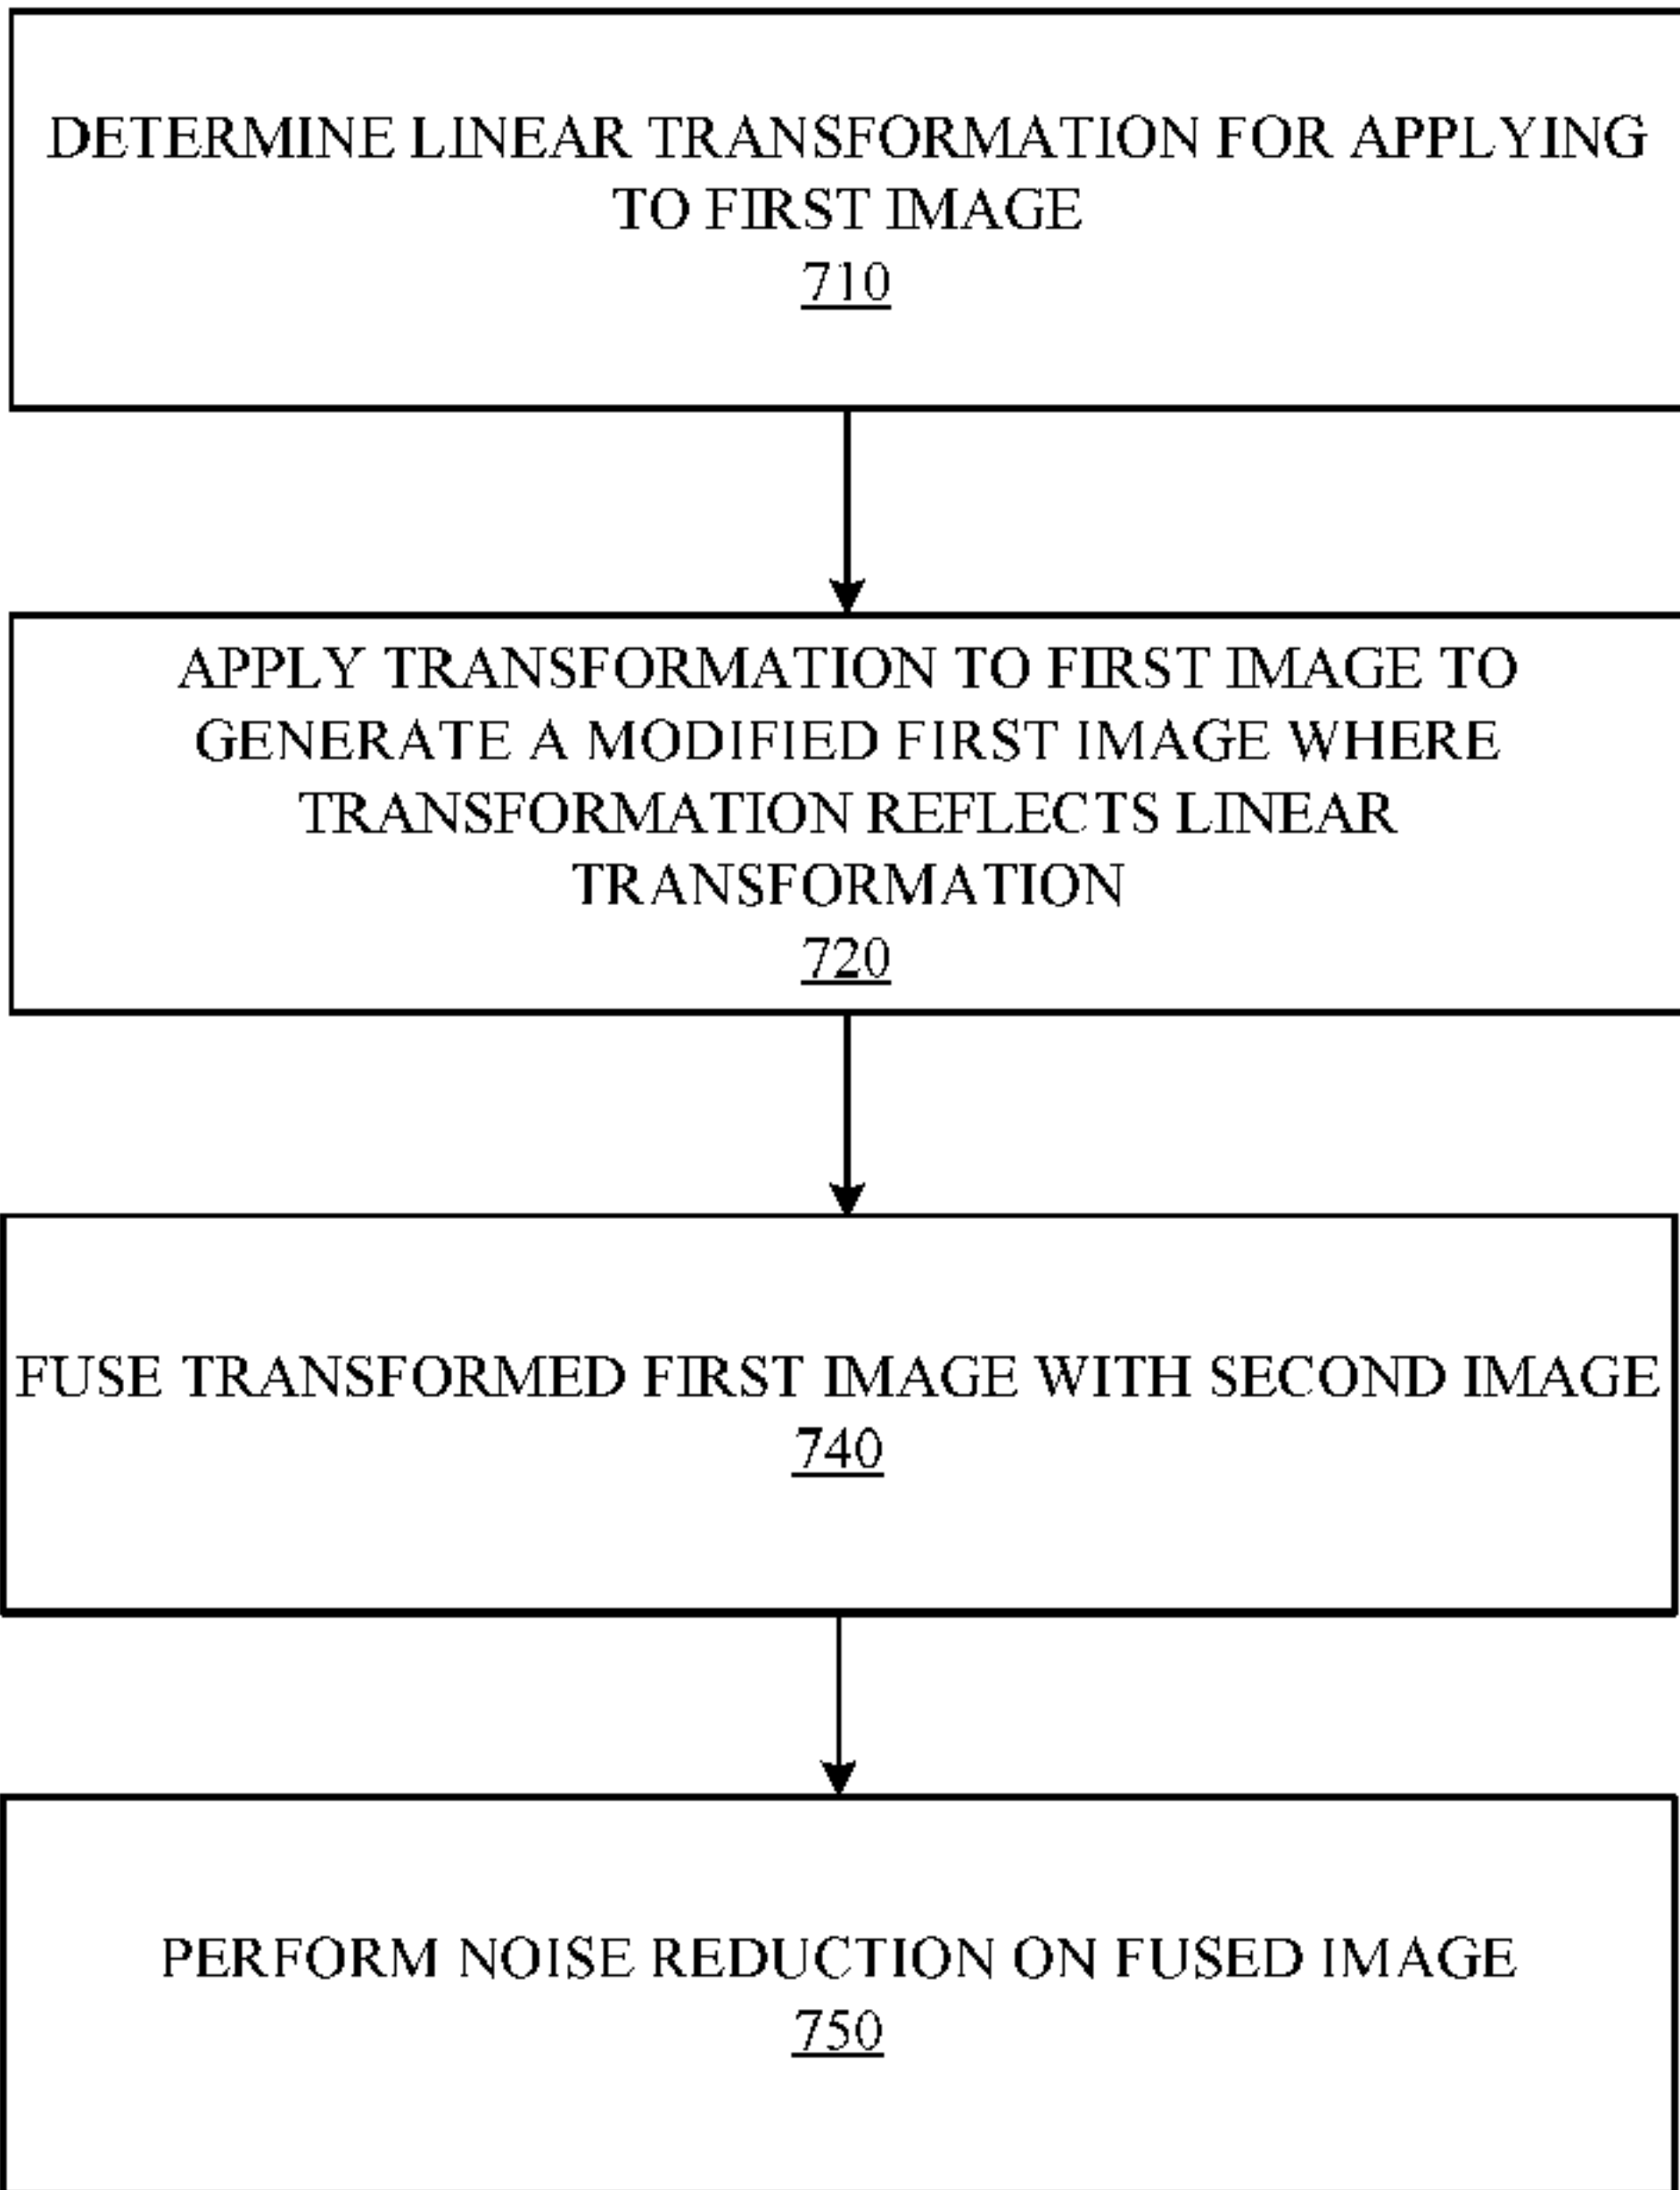 DETERMINE LINEAR TRANSFORMATION FOR APPLYING
TO FIRST IMAGE
710
APPLY TRANSFORMATION TO FIRST IMAGE TO
GENERATE A MODIFIED FIRST IMAGE WHERE
TRANSFORMATION REFLECTS LINEAR
TRANSFORMATION
720
FUSE TRANSFORMED FIRST IMAGE WITH SECOND IMAGE
740
PERFORM NOISE REDUCTION ON FUSED IMAGE
750